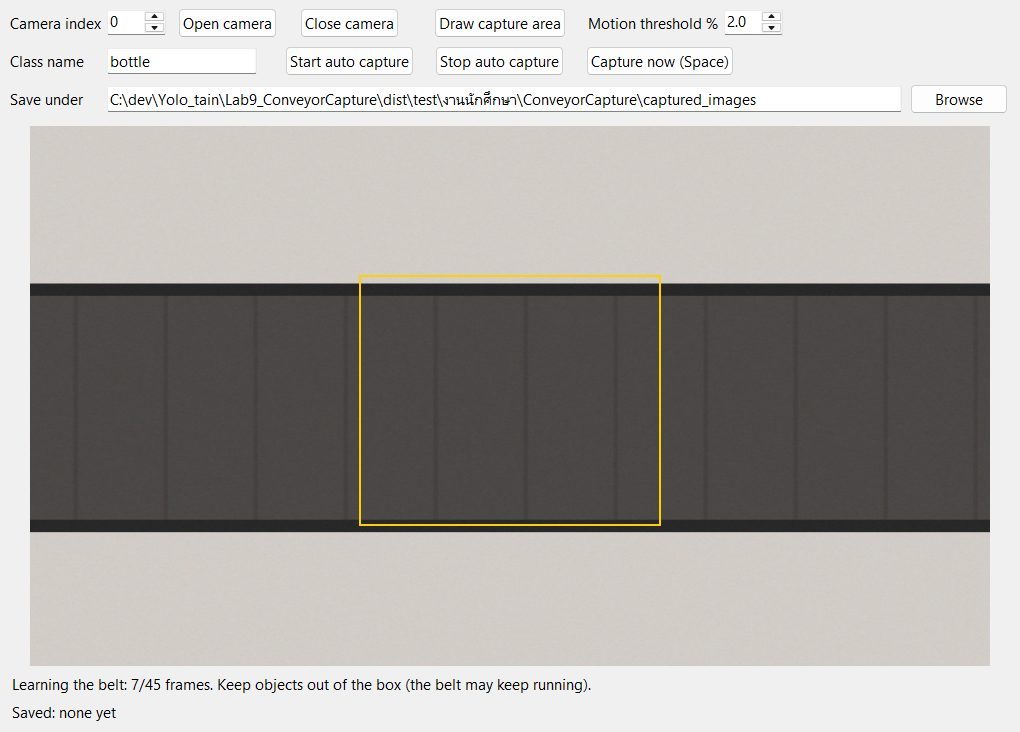 Camera index 0 Open camera Close camera Draw capture area Motion threshold % 2.0
Class name bottle Start auto capture Stop auto capture Capture now (Space)
Save under C:\dev\Yolo_tain\Lab9_ConveyorCapture\dist\test\งานนักศึกษา\ConveyorCapture\captured_images Browse
Learning the belt: 7/45 frames. Keep objects out of the box (the belt may keep running).
Saved: none yet